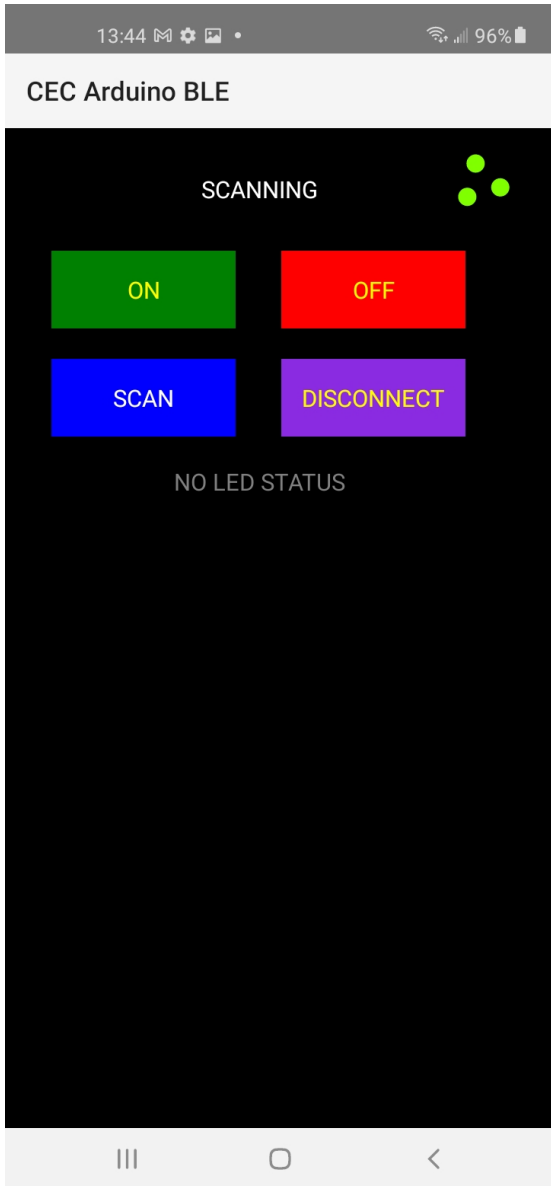 13:44 96%
CEC Arduino BLE
SCANNING
ON OFF
SCAN DISCONNECT
NO LED STATUS